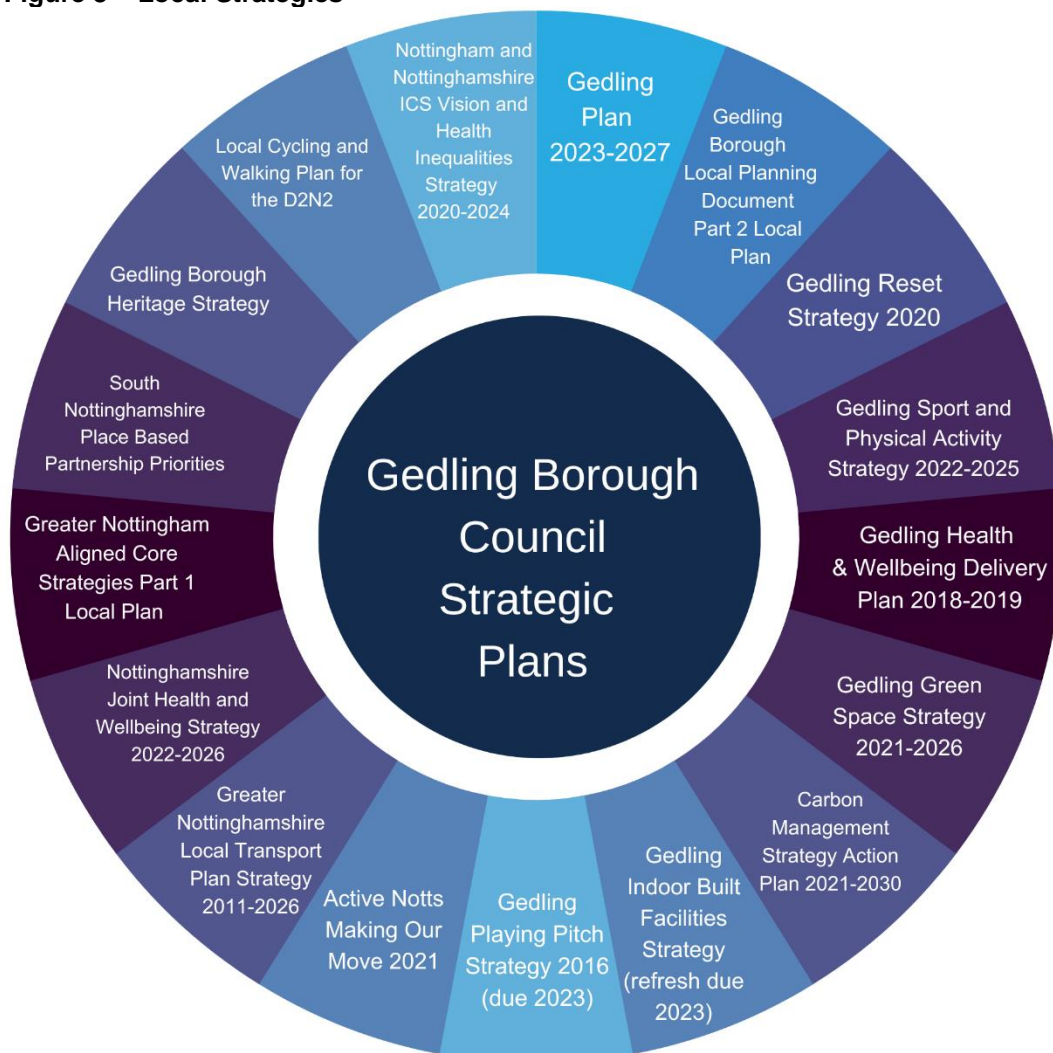 Nottingham and
Nottinghamshire
ICS Vision and
Health
Inequalities
Strategy
2020-2024
Gedling
Plan
2023-2027
Gedling
Borough
Local Planning
Document
Part 2 Local
Plan
Gedling Reset
Strategy 2020
Gedling Sport and
Physical Activity
Strategy 2022-2025
Gedling Health
& Wellbeing Delivery
Plan 2018-2019
Gedling Green
Space Strategy
2021-2026
Carbon
Management
Strategy Action
Plan 2021-2030
Gedling
Indoor Built
Facilities
Strategy
(refresh due
2023)
Gedling
Playing Pitch
Strategy 2016
(due 2023)
Active Notts
Making Our
Move 2021
Greater
Nottinghamshire
Local Transport
Plan Strategy
2011-2026
Nottinghamshire
Joint Health and
Wellbeing Strategy
2022-2026
Greater Nottingham
Aligned Core
Strategies Part 1
Local Plan
South
Nottinghamshire
Place Based
Partnership Priorities
Gedling Borough
Heritage Strategy
Local Cycling and
Walking Plan for
the D2N2
Gedling Borough
Council
Strategic
Plans